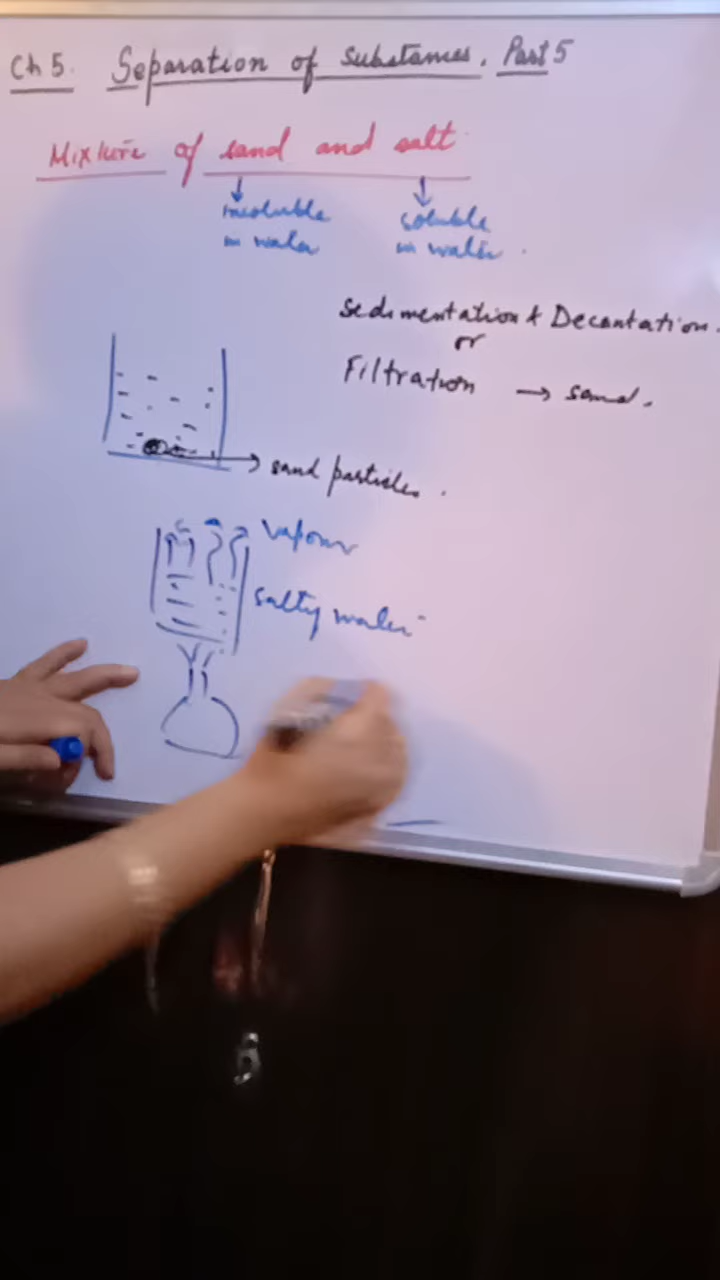 Ch 5. Separation of Substances. Part 5
Mixture of sand and salt
insoluble
in water
soluble
in water.
Sedimentation & Decantation.
or
Filtration → sand.
→ sand particles.
vapour
salty water